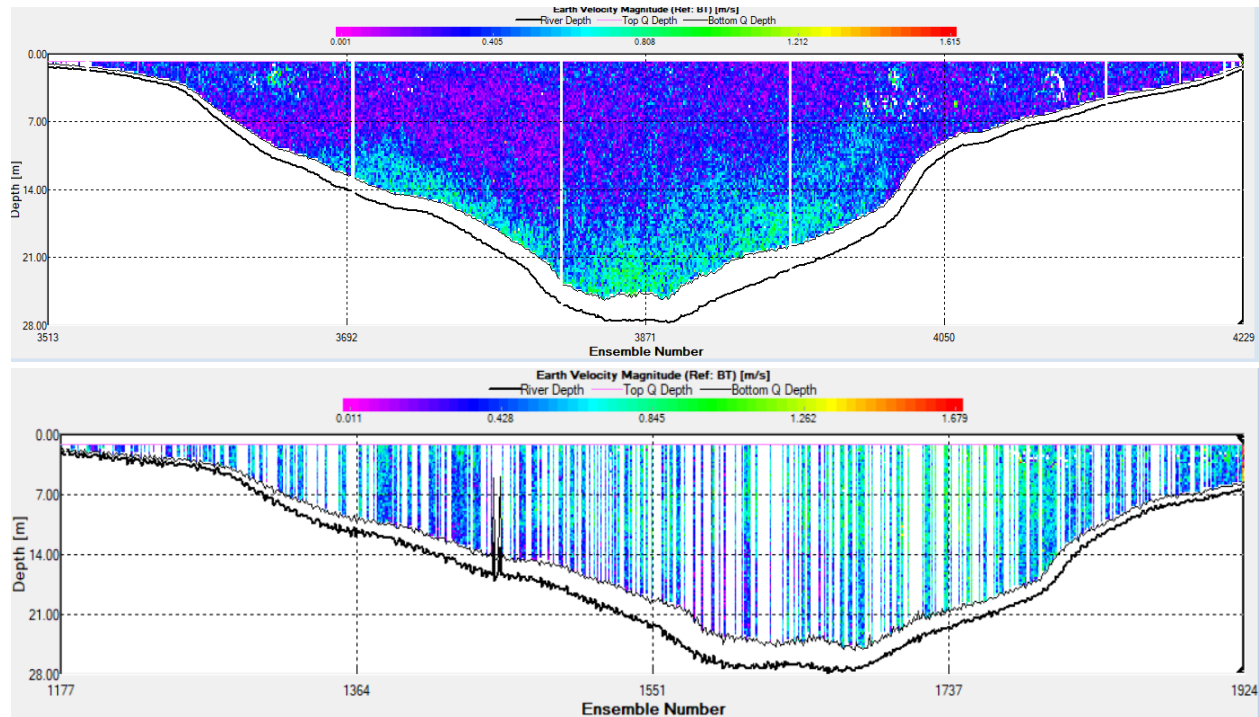 Earth Velocity Magnitude (Ref: BT) [m/s]
River Depth Top Q Depth Bottom Q Depth
0.001 0.405 0.808 1.212 1.615
0.00
7.00
14.00
21.00
28.00
Depth [m]
3513 3692 3871 4050 4229
Ensemble Number
Earth Velocity Magnitude (Ref: BT) [m/s]
River Depth Top Q Depth Bottom Q Depth
0.011 0.428 0.845 1.262 1.679
0.00
7.00
14.00
21.00
28.00
Depth [m]
1177 1364 1551 1737 1924
Ensemble Number